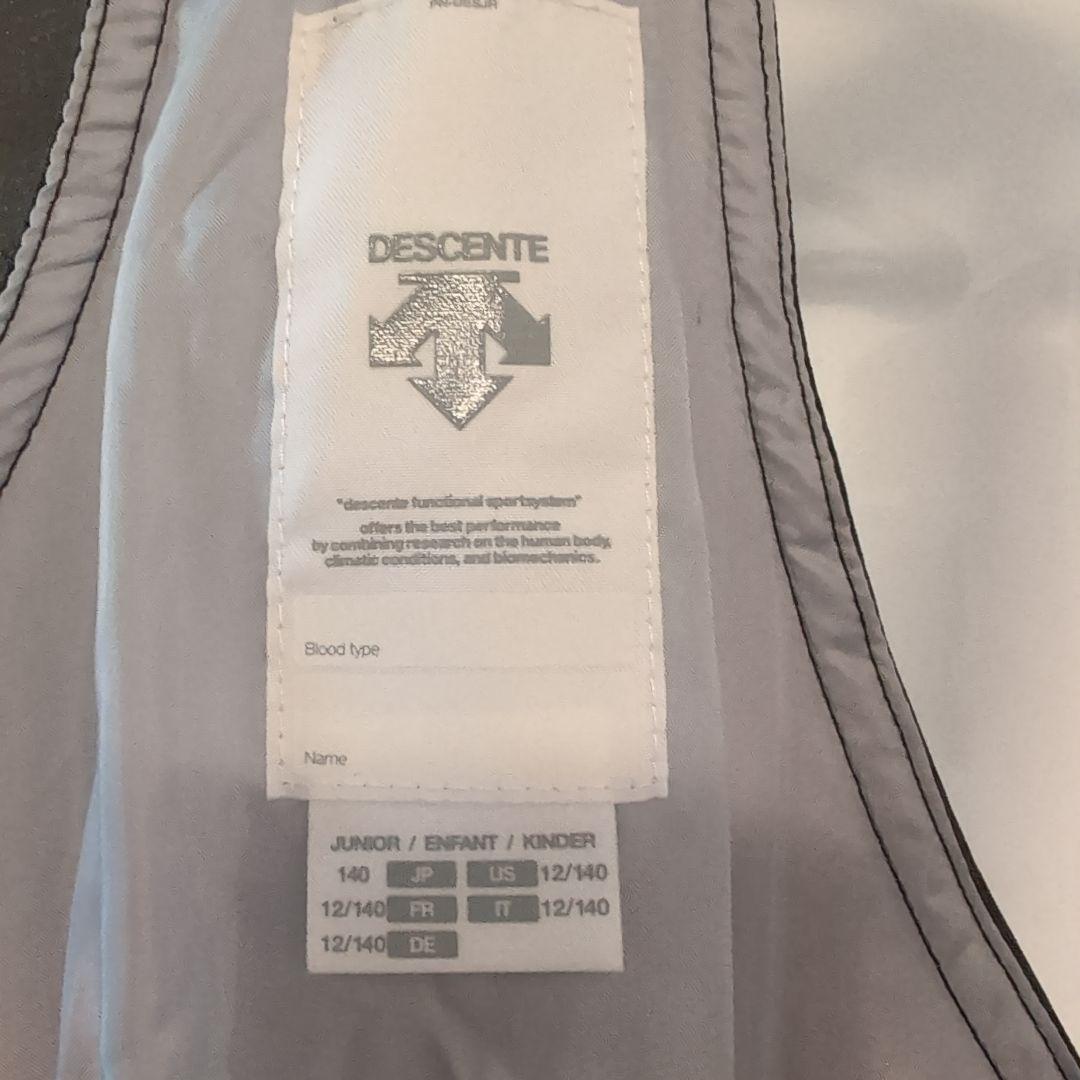 DESCENTE
"descente functional sportsystem"
offers the best performance
by combining research on the human body,
climatic conditions, and biomechanics.
Blood type
Name
JUNIOR / ENFANT / KINDER
140 JP US 12/140
12/140 FR IT 12/140
12/140 DE